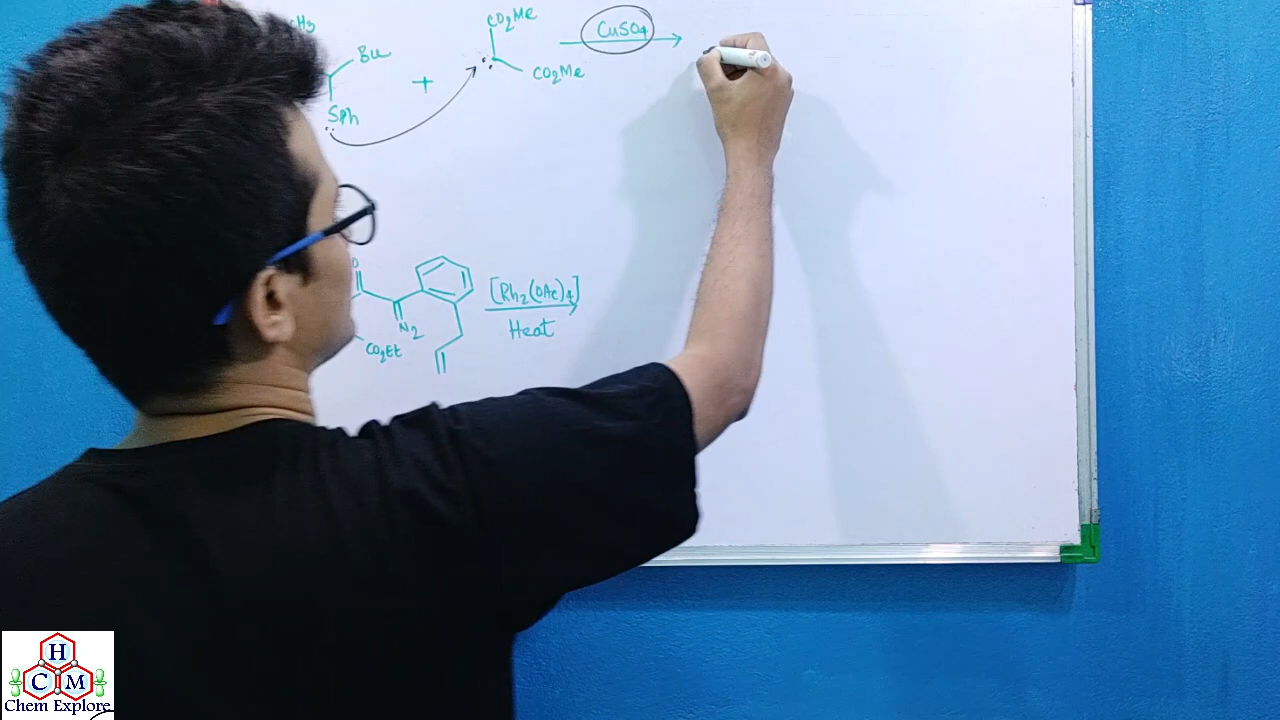 CH3
Bu
SPh
+
CO2Me
CO2Me
CuSO4
O
N2
CO2Et
[Rh2(OAc)4]
Heat
H
C M
Chem Explore